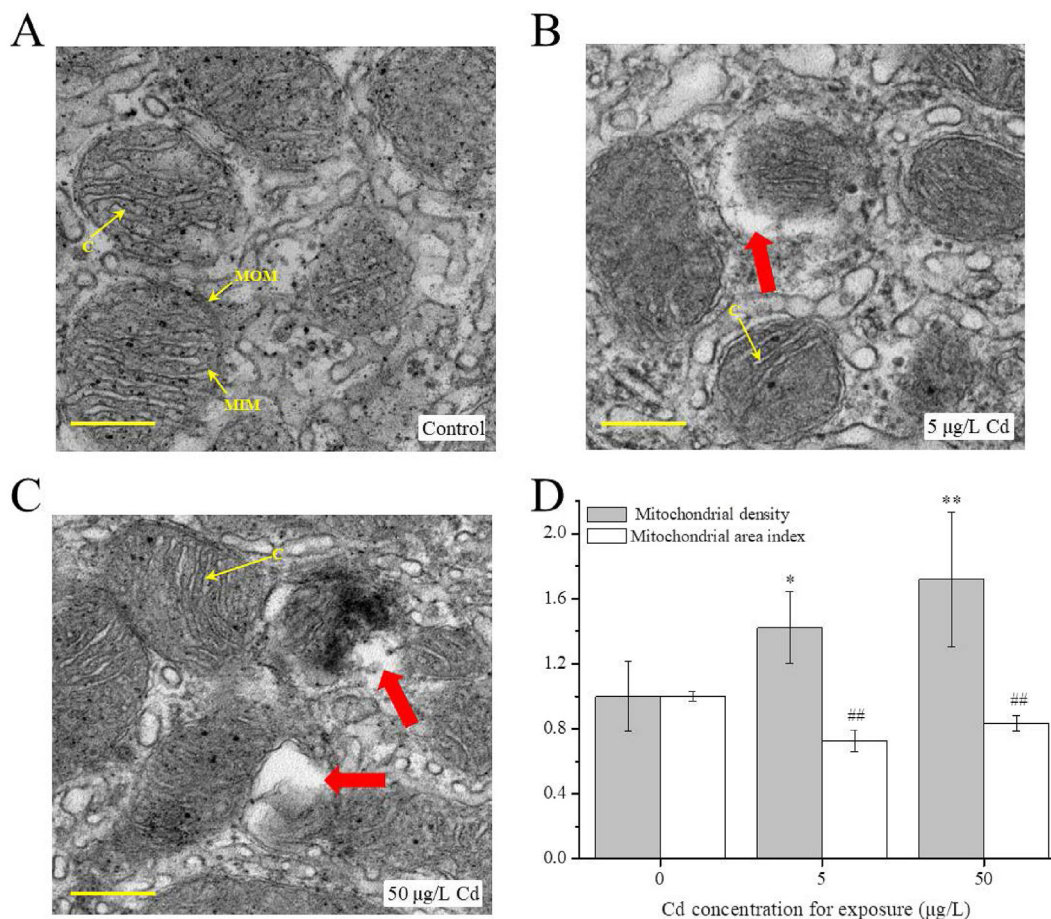 A
C
MOM
MIM
Control
B
C
5 µg/L Cd
C
C
50 µg/L Cd
D
Mitochondrial density
Mitochondrial area index
**
*
##
##
2.0
1.6
1.2
0.8
0.4
0.0
0 5 50
Cd concentration for exposure (µg/L)